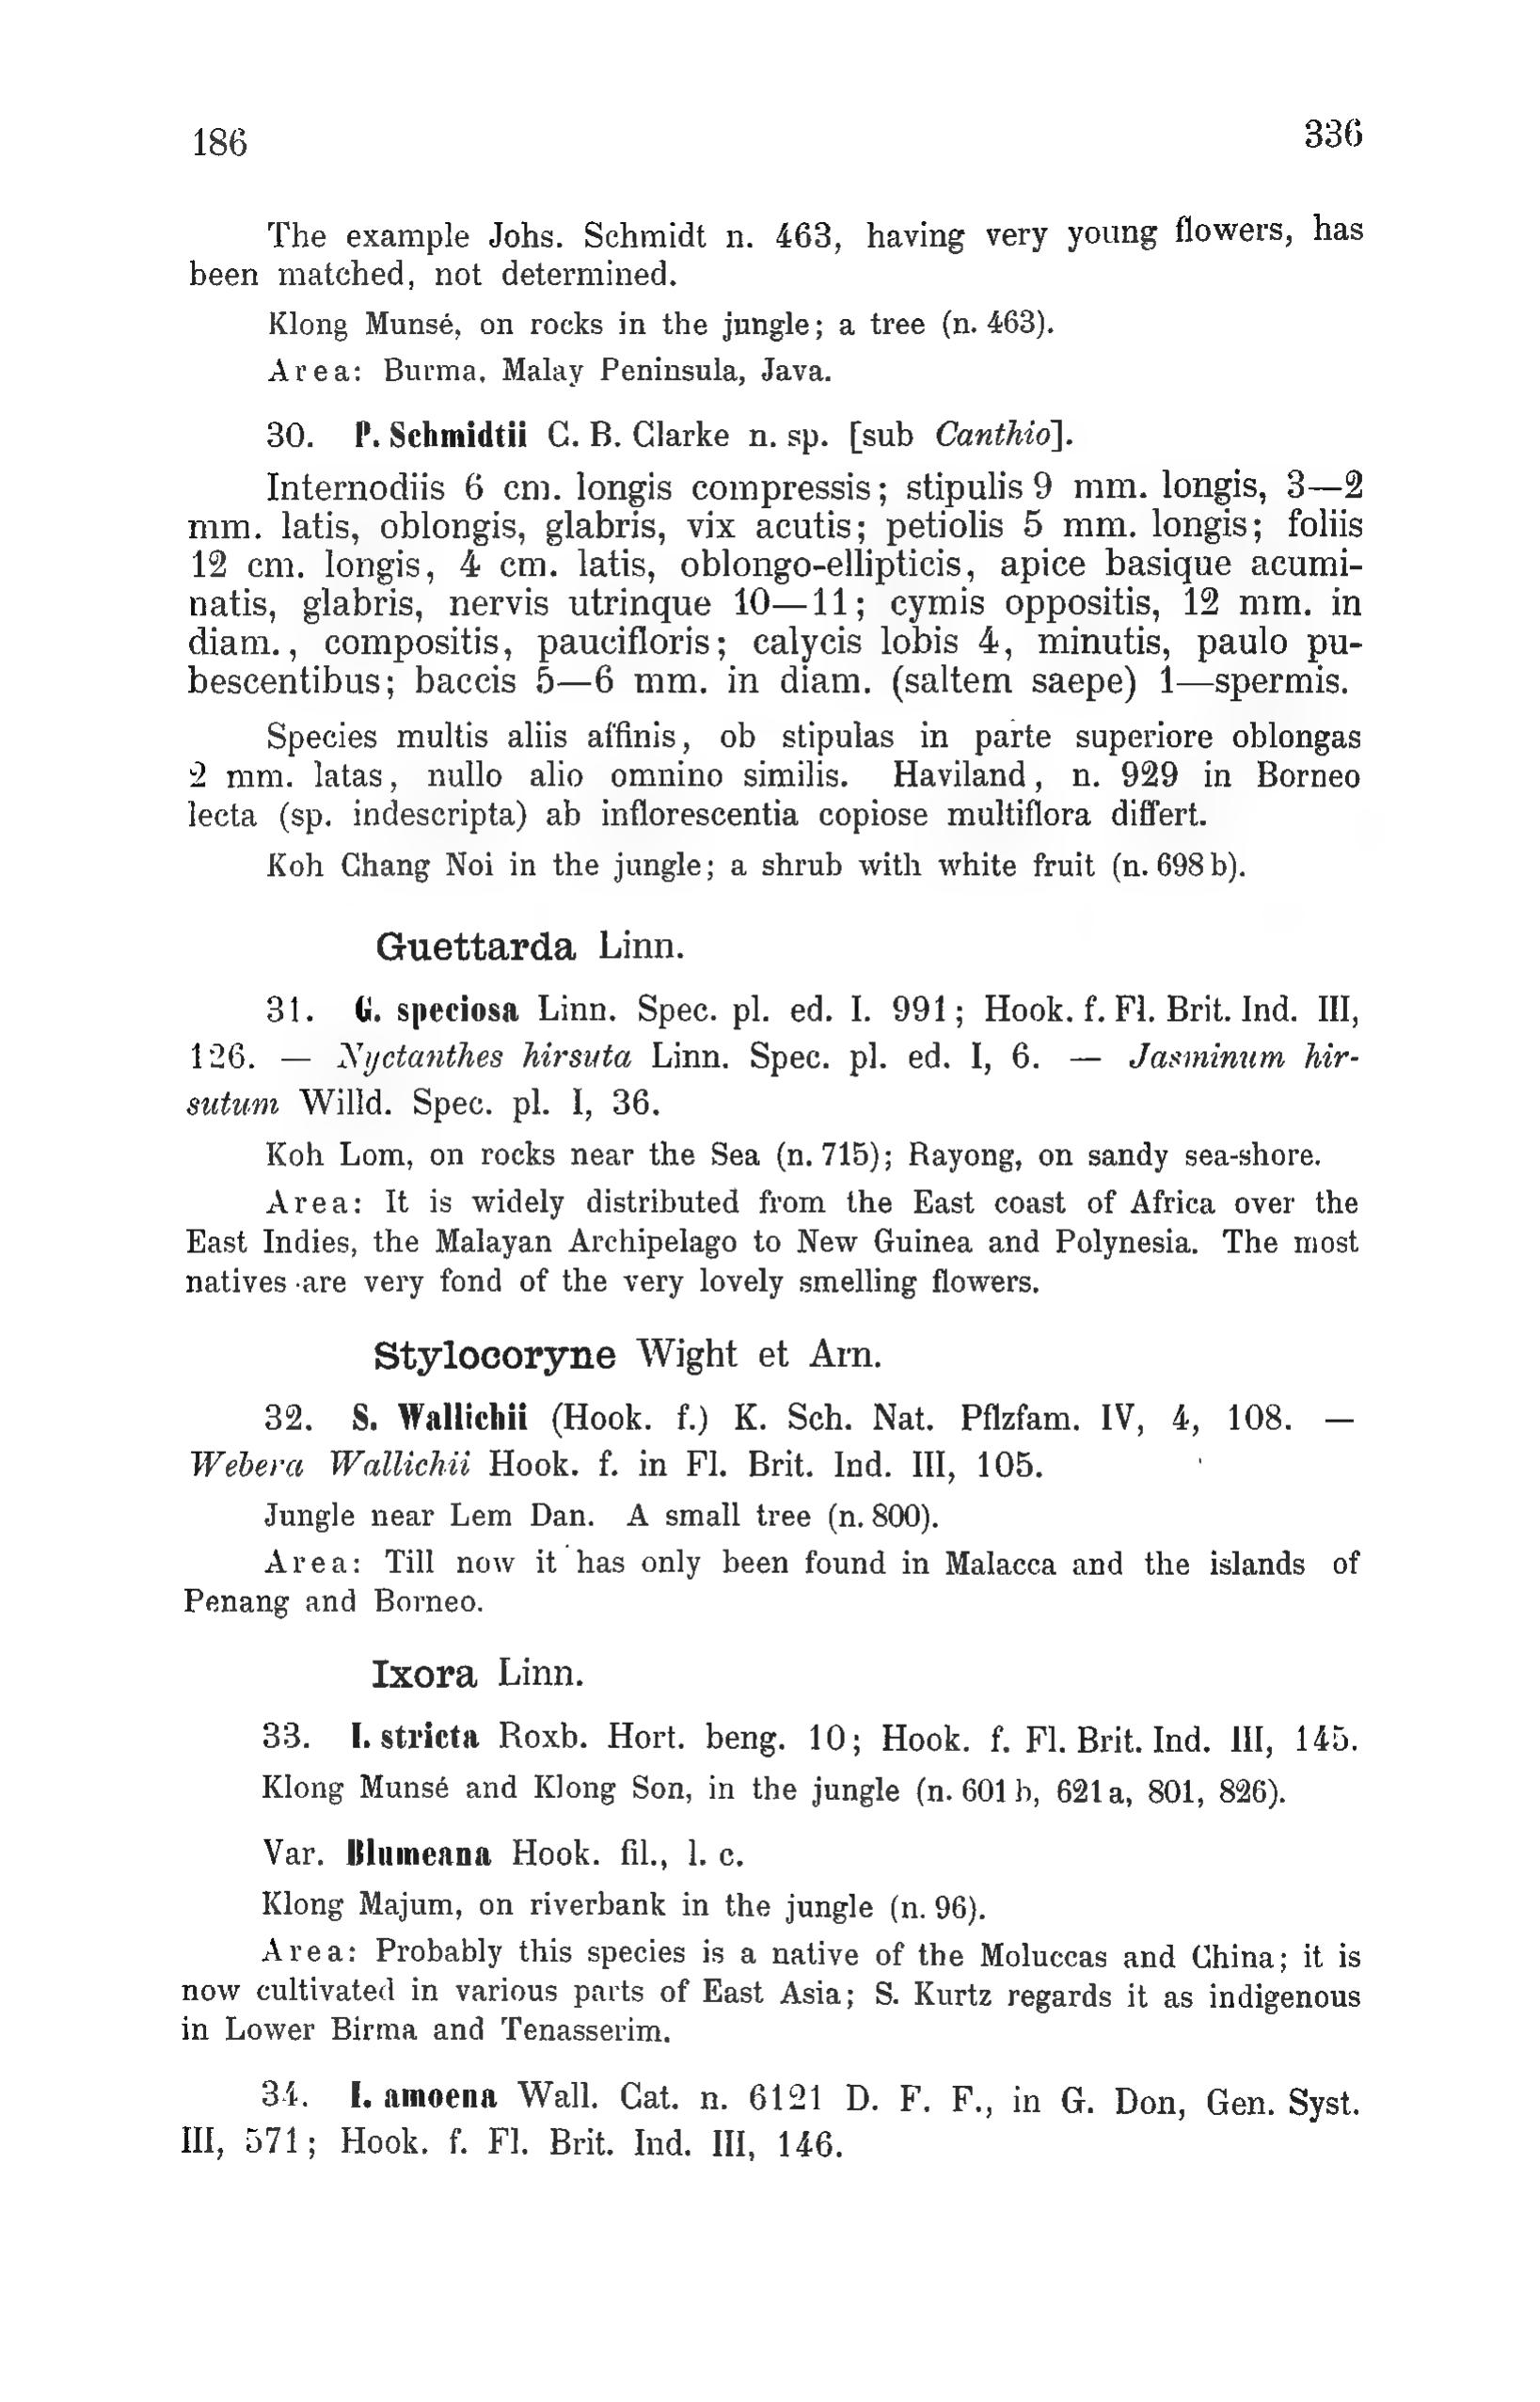 186
336
The example Johs. Schmidt n. 463, having very young flowers, has
been matched, not determined.
Klong Munsé, on rocks in the jungle; a tree (n. 463).
Area: Burma, Malay Peninsula, Java.
30. P. Schmidtii C. B. Clarke n. sp. [sub Canthio].
Internodiis 6 cm. longis compressis; stipulis 9 mm. longis, 3—2
mm. latis, oblongis, glabris, vix acutis; petiolis 5 mm. longis; foliis
12 cm. longis, 4 cm. latis, oblongo-ellipticis, apice basique acumi-
natis, glabris, nervis utrinque 10—11; cymis oppositis, 12 mm. in
diam., compositis, paucifloris; calycis lobis 4, minutis, paulo pu-
bescentibus; baccis 5—6 mm. in diam. (saltem saepe) 1—spermis.
Species multis aliis affinis, ob stipulas in parte superiore oblongas
2 mm. latas, nullo alio omnino similis. Haviland, n. 929 in Borneo
lecta (sp. indescripta) ab inflorescentia copiose multiflora differt.
Koh Chang Noi in the jungle; a shrub with white fruit (n. 698 b).
Guettarda Linn.
31. G. speciosa Linn. Spec. pl. ed. I. 991; Hook. f. Fl. Brit. Ind. III,
126. — Nyctanthes hirsuta Linn. Spec. pl. ed. I, 6. — Jasminum hir-
sutum Willd. Spec. pl. I, 36.
Koh Lom, on rocks near the Sea (n. 715); Rayong, on sandy sea-shore.
Area: It is widely distributed from the East coast of Africa over the
East Indies, the Malayan Archipelago to New Guinea and Polynesia. The most
natives are very fond of the very lovely smelling flowers.
Stylocoryne Wight et Arn.
32. S. Wallichii (Hook. f.) K. Sch. Nat. Pflzfam. IV, 4, 108. —
Webera Wallichii Hook. f. in Fl. Brit. Ind. III, 105.
Jungle near Lem Dan. A small tree (n. 800).
Area: Till now it has only been found in Malacca and the islands of
Penang and Borneo.
Ixora Linn.
33. I. stricta Roxb. Hort. beng. 10; Hook. f. Fl. Brit. Ind. III, 145.
Klong Munsé and Klong Son, in the jungle (n. 601 b, 621 a, 801, 826).
Var. Blumeana Hook. fil., l. c.
Klong Majum, on riverbank in the jungle (n. 96).
Area: Probably this species is a native of the Moluccas and China; it is
now cultivated in various parts of East Asia; S. Kurtz regards it as indigenous
in Lower Birma and Tenasserim.
34. I. amoena Wall. Cat. n. 6121 D. F. F., in G. Don, Gen. Syst.
III, 571; Hook. f. Fl. Brit. Ind. III, 146.